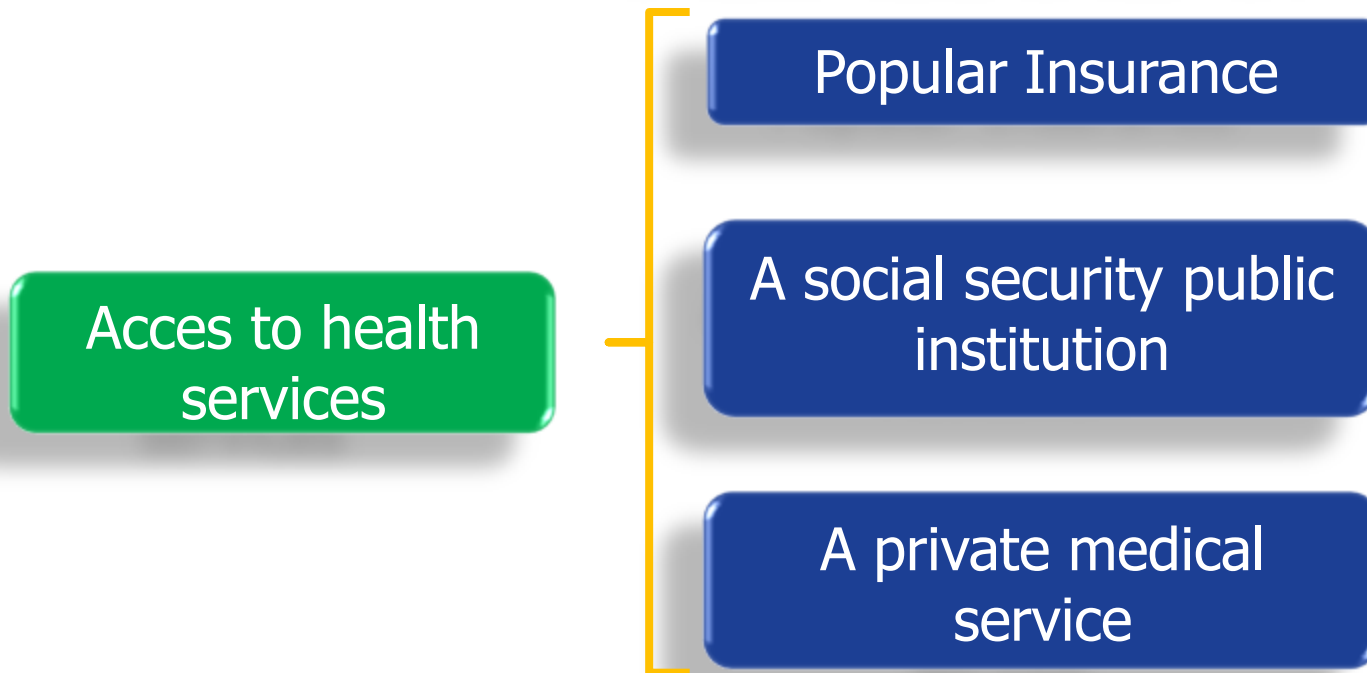 Popular Insurance
A social security public
institution
Acces to health
services
A private medical
service